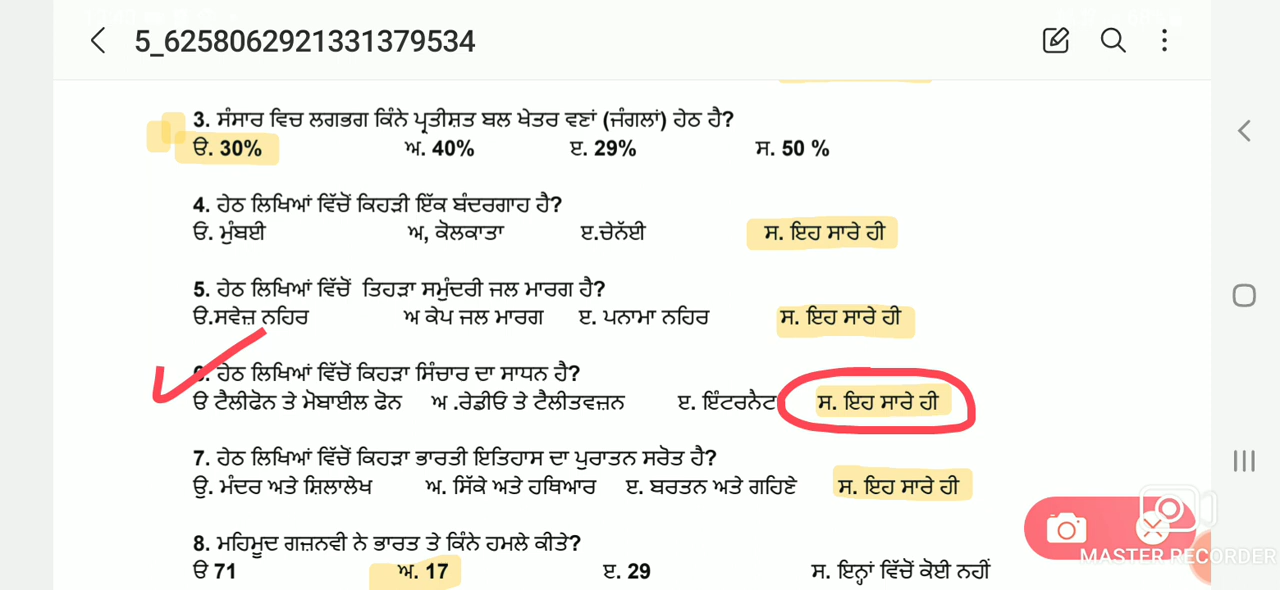 5_6258062921331379534
3. ਸੰਸਾਰ ਵਿਚ ਲਗਭਗ ਕਿੰਨੇ ਪ੍ਰਤੀਸ਼ਤ ਬਲ ਖੇਤਰ ਵਣਾਂ (ਜੰਗਲਾਂ) ਹੇਠ ਹੈ?
ੳ. 30% ਅ. 40% ੲ. 29% ਸ. 50 %
4. ਹੇਠ ਲਿਖਿਆਂ ਵਿੱਚੋਂ ਕਿਹੜੀ ਇੱਕ ਬੰਦਰਗਾਹ ਹੈ?
ਓ. ਮੁੰਬਈ ਅ, ਕੋਲਕਾਤਾ ੲ.ਚੇਨੱਈ ਸ. ਇਹ ਸਾਰੇ ਹੀ
5. ਹੇਠ ਲਿਖਿਆਂ ਵਿੱਚੋਂ ਤਿਹੜਾ ਸਮੁੰਦਰੀ ਜਲ ਮਾਰਗ ਹੈ?
ੳ.ਸਵੇਜ਼ ਨਹਿਰ ਅ ਕੇਪ ਜਲ ਮਾਰਗ ੲ. ਪਨਾਮਾ ਨਹਿਰ ਸ. ਇਹ ਸਾਰੇ ਹੀ
6. ਹੇਠ ਲਿਖਿਆਂ ਵਿੱਚੋਂ ਕਿਹੜਾ ਸਿੰਚਾਰ ਦਾ ਸਾਧਨ ਹੈ?
ੳ ਟੈਲੀਫੋਨ ਤੇ ਮੋਬਾਈਲ ਫੋਨ ਅ .ਰੇਡੀਓ ਤੇ ਟੈਲੀਤਵਜ਼ਨ ੲ. ਇੰਟਰਨੈਟ ਸ. ਇਹ ਸਾਰੇ ਹੀ
7. ਹੇਠ ਲਿਖਿਆਂ ਵਿੱਚੋਂ ਕਿਹੜਾ ਭਾਰਤੀ ਇਤਿਹਾਸ ਦਾ ਪੁਰਾਤਨ ਸਰੋਤ ਹੈ?
ਉ. ਮੰਦਰ ਅਤੇ ਸ਼ਿਲਾਲੇਖ ਅ. ਸਿੱਕੇ ਅਤੇ ਹਥਿਆਰ ੲ. ਬਰਤਨ ਅਤੇ ਗਹਿਣੇ ਸ. ਇਹ ਸਾਰੇ ਹੀ
8. ਮਹਿਮੂਦ ਗਜ਼ਨਵੀ ਨੇ ਭਾਰਤ ਤੇ ਕਿੰਨੇ ਹਮਲੇ ਕੀਤੇ?
ੳ 71 ਅ. 17 ੲ. 29 ਸ. ਇਨ੍ਹਾਂ ਵਿੱਚੋਂ ਕੋਈ ਨਹੀਂ
MASTER RECORDER